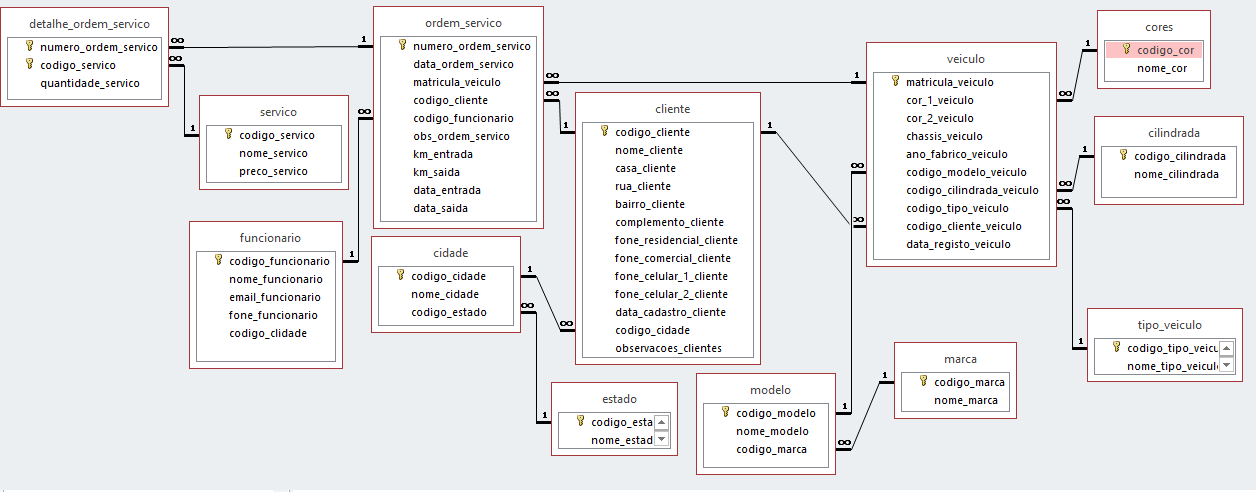 detalhe_ordem_servico
numero_ordem_servico
codigo_servico
quantidade_servico
∞
∞
1
servico
codigo_servico
nome_servico
preco_servico
1
ordem_servico
numero_ordem_servico
data_ordem_servico
matricula_veiculo
codigo_cliente
codigo_funcionario
obs_ordem_servico
km_entrada
km_saida
data_entrada
data_saida
∞
∞
∞
funcionario
codigo_funcionario
nome_funcionario
email_funcionario
fone_funcionario
codigo_clidade
1
cidade
codigo_cidade
nome_cidade
codigo_estado
1
∞
cliente
codigo_cliente
nome_cliente
casa_cliente
rua_cliente
bairro_cliente
complemento_cliente
fone_residencial_cliente
fone_comercial_cliente
fone_celular_1_cliente
fone_celular_2_cliente
data_cadastro_cliente
codigo_cidade
observacoes_clientes
1
1
∞
estado
codigo_esta
nome_estad
1
veiculo
matricula_veiculo
cor_1_veiculo
cor_2_veiculo
chassis_veiculo
ano_fabrico_veiculo
codigo_modelo_veiculo
codigo_cilindrada_veiculo
codigo_tipo_veiculo
codigo_cliente_veiculo
data_registo_veiculo
1
∞
∞
∞
∞
∞
cores
codigo_cor
nome_cor
1
cilindrada
codigo_cilindrada
nome_cilindrada
1
tipo_veiculo
codigo_tipo_veicu
nome_tipo_veicul
1
modelo
codigo_modelo
nome_modelo
codigo_marca
1
∞
marca
codigo_marca
nome_marca
1